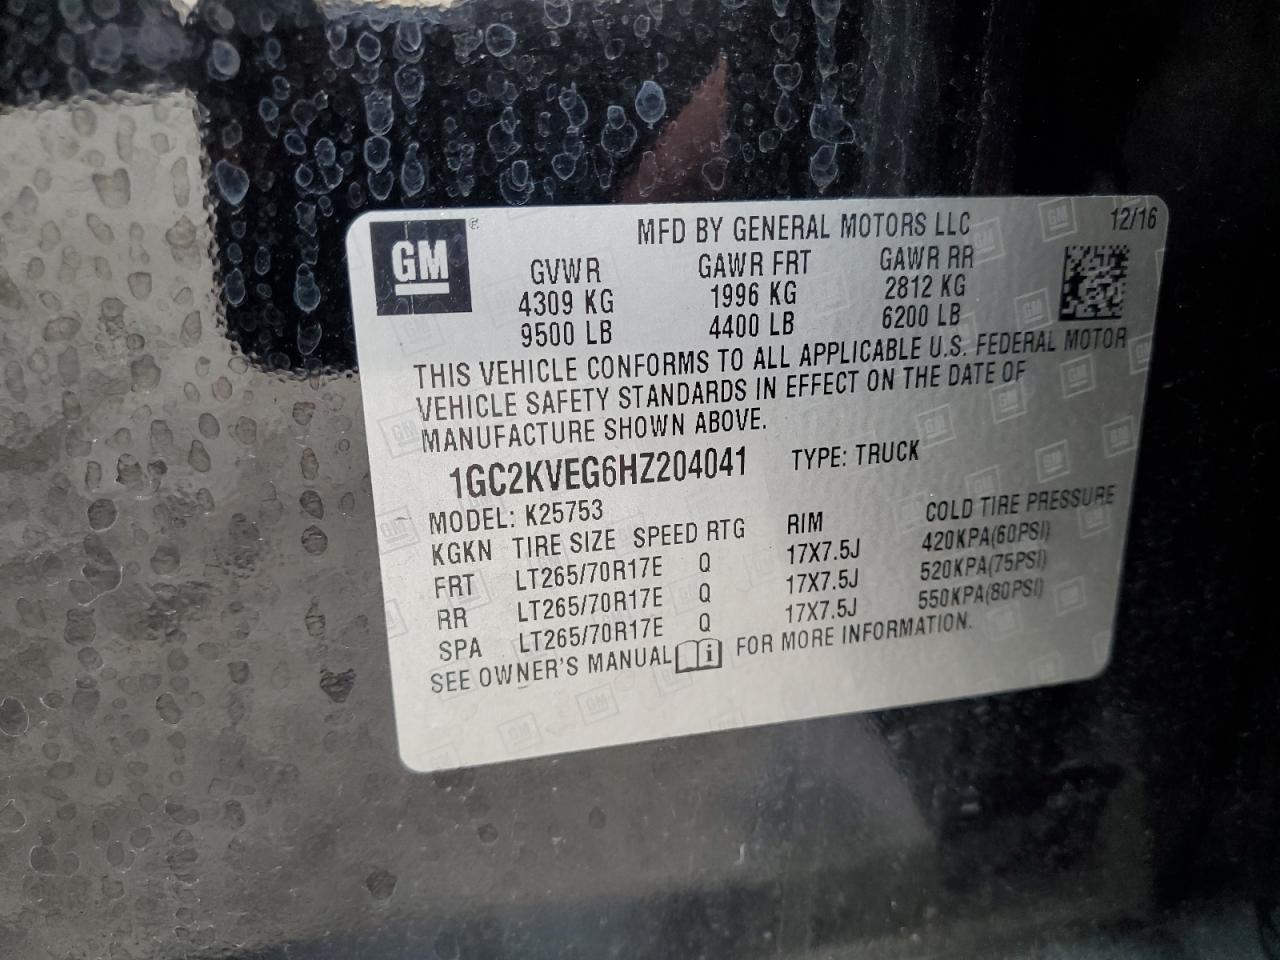 GM ® MFD BY GENERAL MOTORS LLC 12/16
GVWR GAWR FRT GAWR RR
4309 KG 1996 KG 2812 KG
9500 LB 4400 LB 6200 LB
THIS VEHICLE CONFORMS TO ALL APPLICABLE U.S. FEDERAL MOTOR
VEHICLE SAFETY STANDARDS IN EFFECT ON THE DATE OF
MANUFACTURE SHOWN ABOVE.
1GC2KVEG6HZ204041 TYPE: TRUCK
MODEL: K25753
KGKN TIRE SIZE SPEED RTG RIM COLD TIRE PRESSURE
FRT LT265/70R17E Q 17X7.5J 420KPA(60PSI)
RR LT265/70R17E Q 17X7.5J 520KPA(75PSI)
SPA LT265/70R17E Q 17X7.5J 550KPA(80PSI)
SEE OWNER'S MANUAL i FOR MORE INFORMATION.